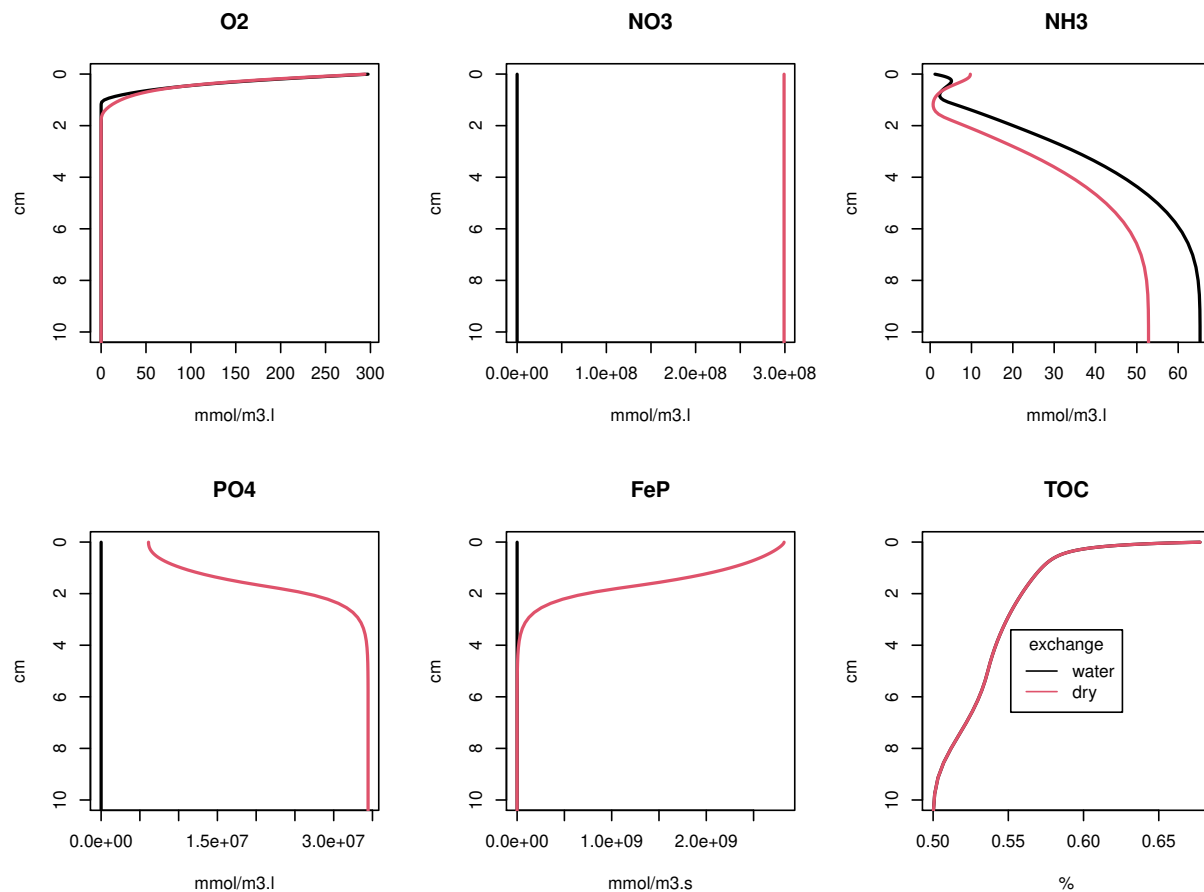 O2
NO3
NH3
0
2
4
6
8
10
cm
0 50 100 150 200 250 300
mmol/m3.l
0
2
4
6
8
10
cm
0.0e+00 1.0e+08 2.0e+08 3.0e+08
mmol/m3.l
0
2
4
6
8
10
cm
0 10 20 30 40 50 60
mmol/m3.l
PO4
FeP
TOC
0
2
4
6
8
10
cm
0.0e+00 1.5e+07 3.0e+07
mmol/m3.l
0
2
4
6
8
10
cm
0.0e+00 1.0e+09 2.0e+09
mmol/m3.s
0
2
4
6
8
10
cm
exchange
water
dry
0.50 0.55 0.60 0.65
%